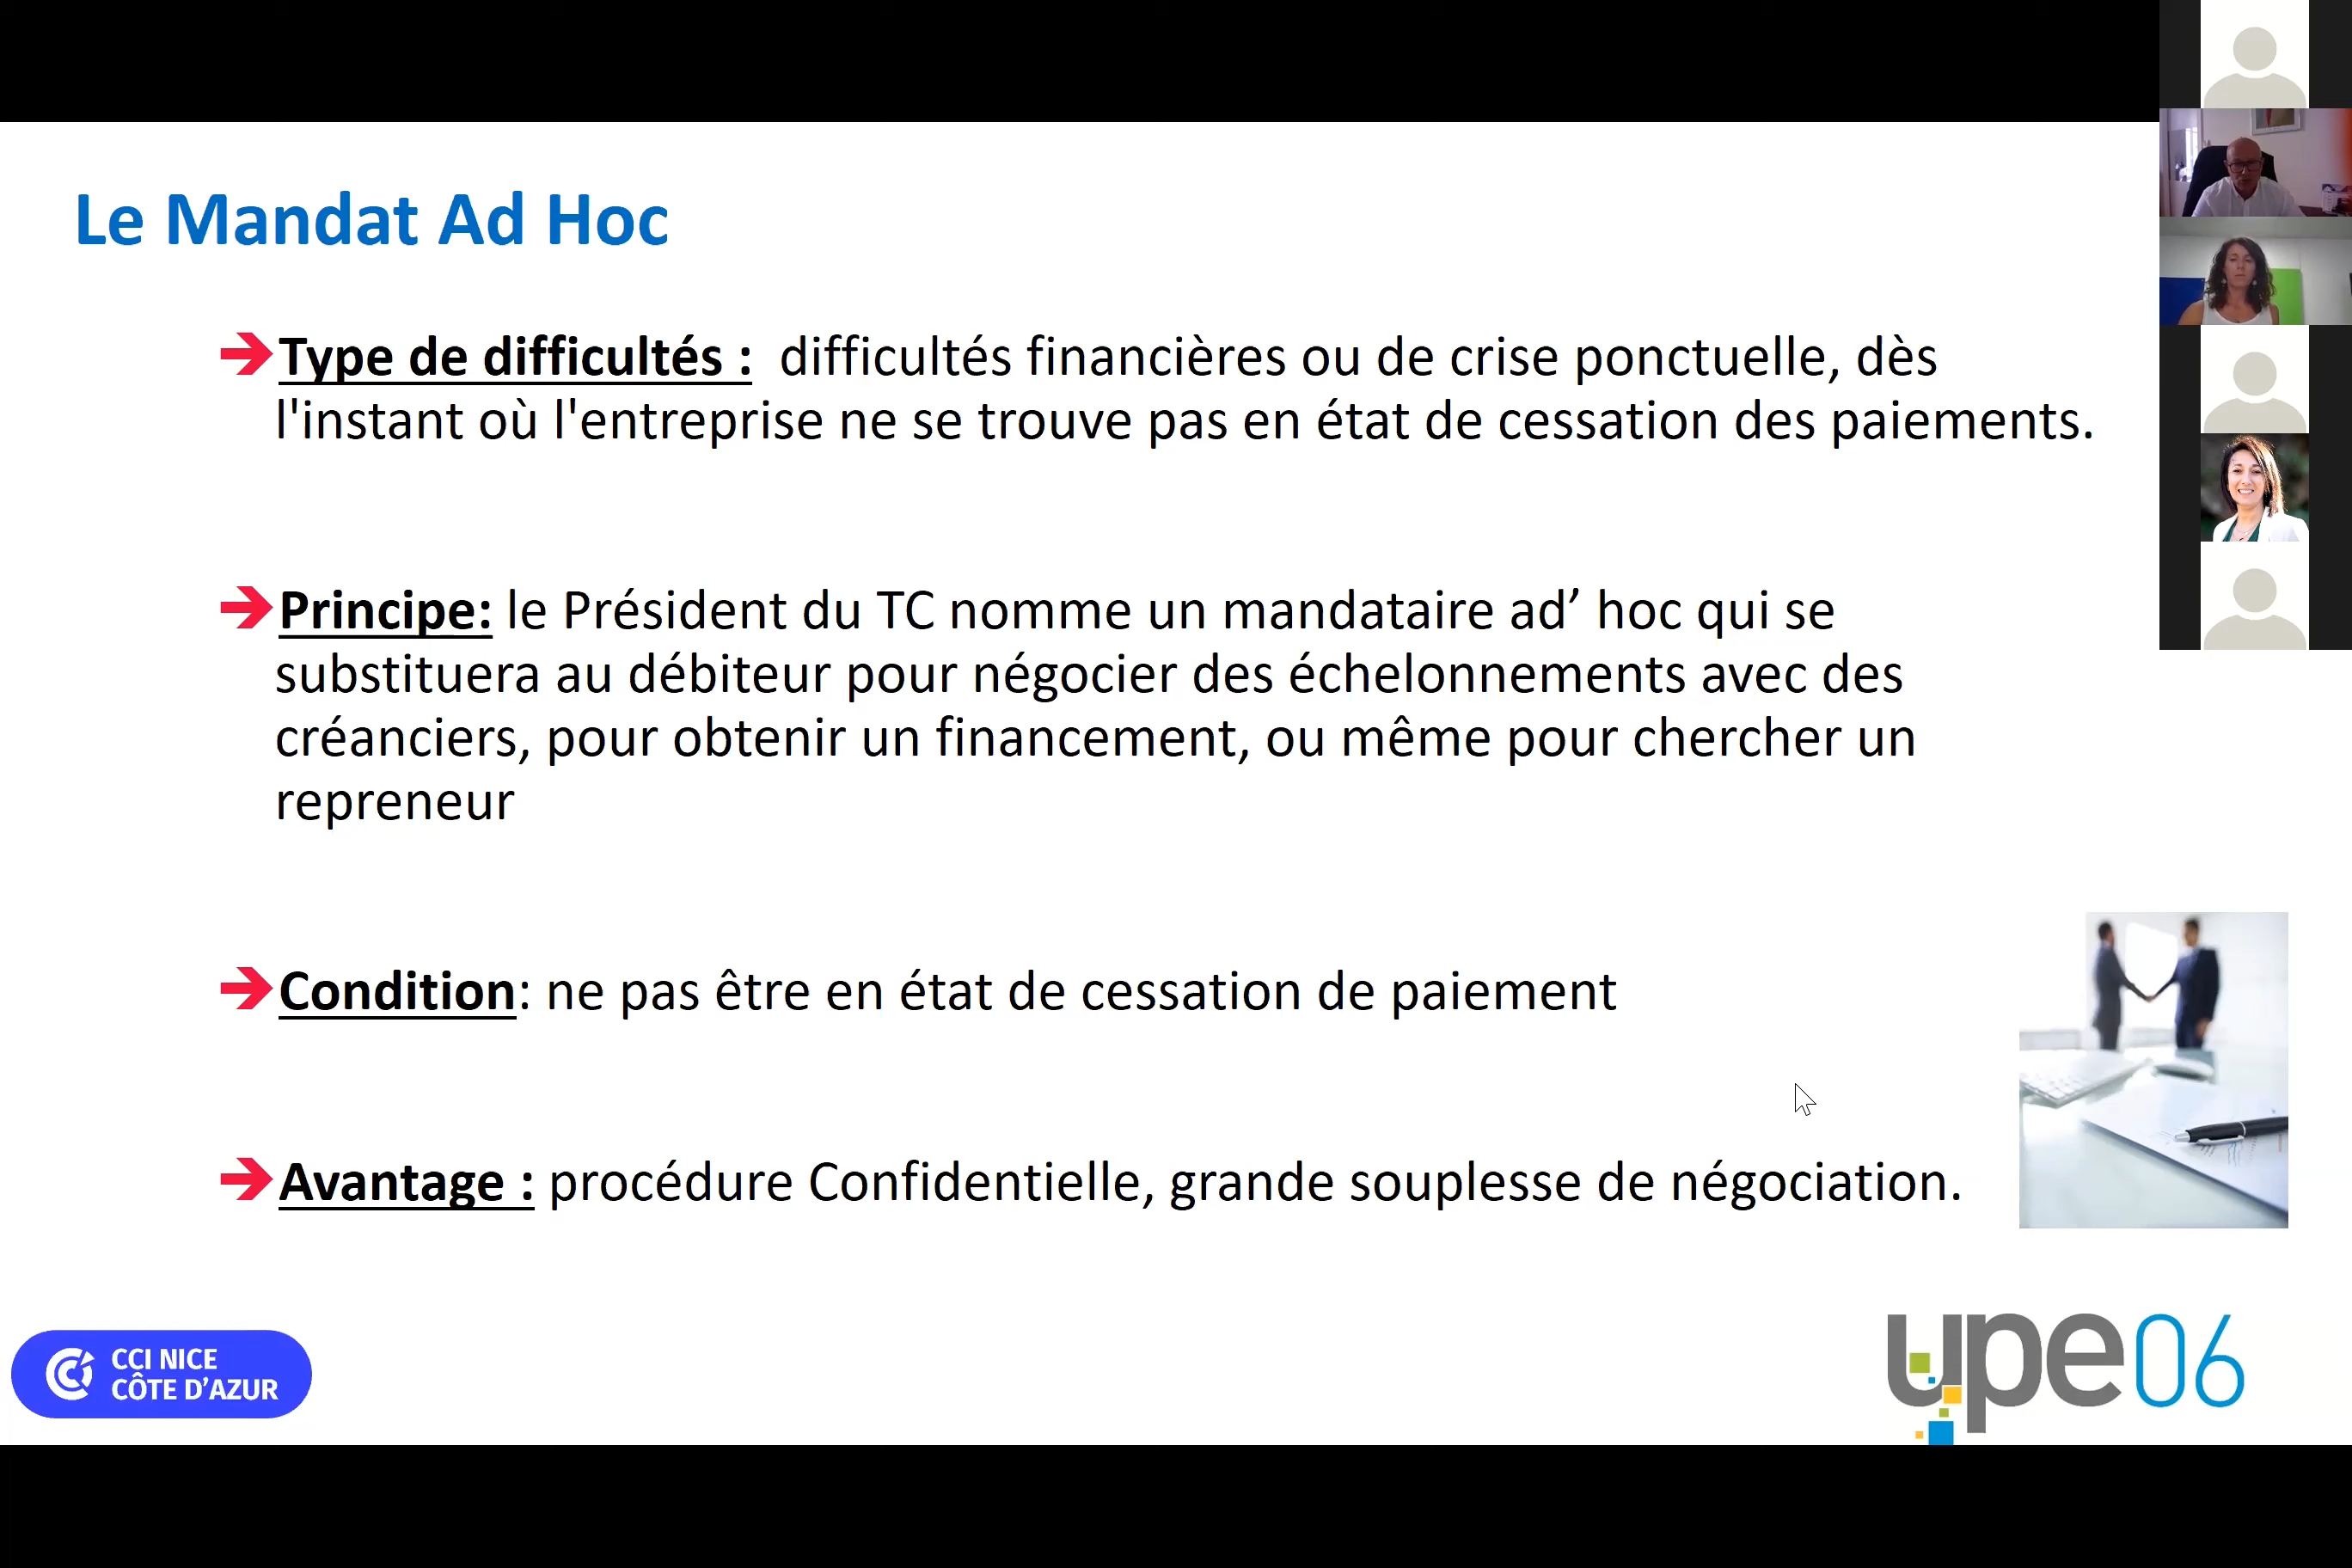 Le Mandat Ad Hoc
Type de difficultés : difficultés financières ou de crise ponctuelle, dès
l'instant où l'entreprise ne se trouve pas en état de cessation des paiements.
Principe: le Président du TC nomme un mandataire ad’ hoc qui se
substituera au débiteur pour négocier des échelonnements avec des
créanciers, pour obtenir un financement, ou même pour chercher un
repreneur
Condition: ne pas être en état de cessation de paiement
Avantage : procédure Confidentielle, grande souplesse de négociation.
CCI NICE
CÔTE D’AZUR
upe06